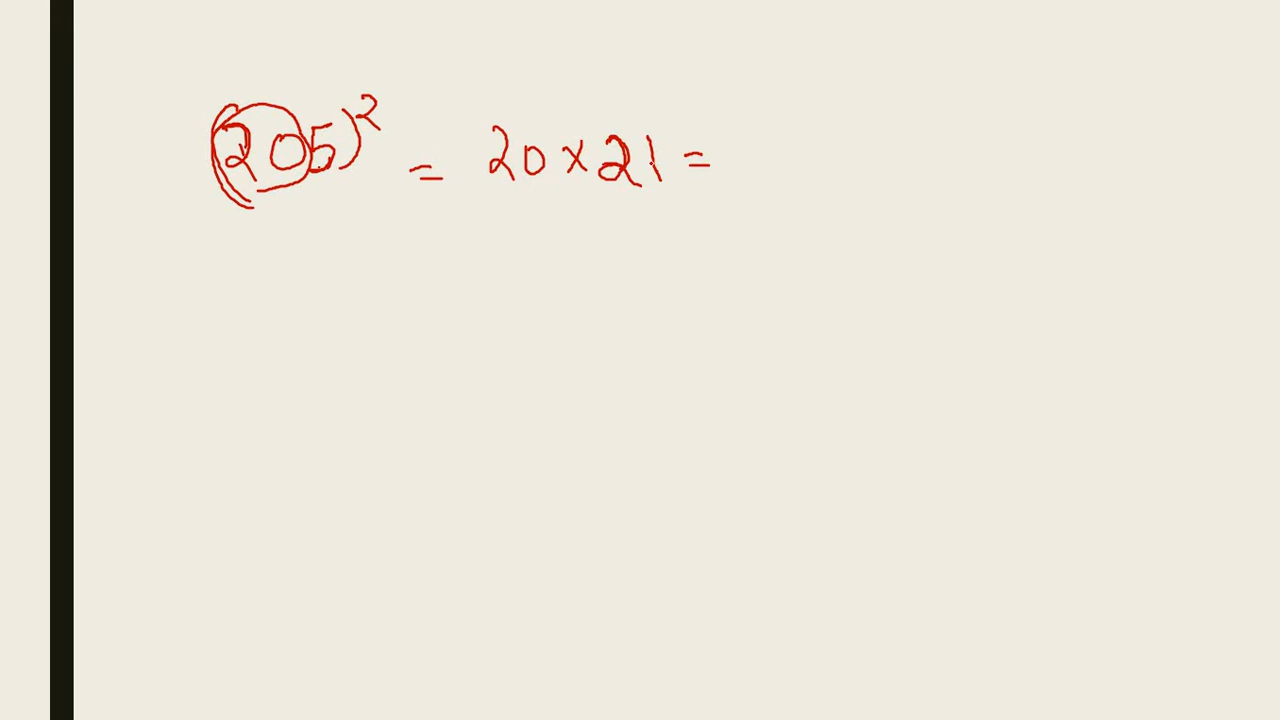 (205)² = 20 × 21 =